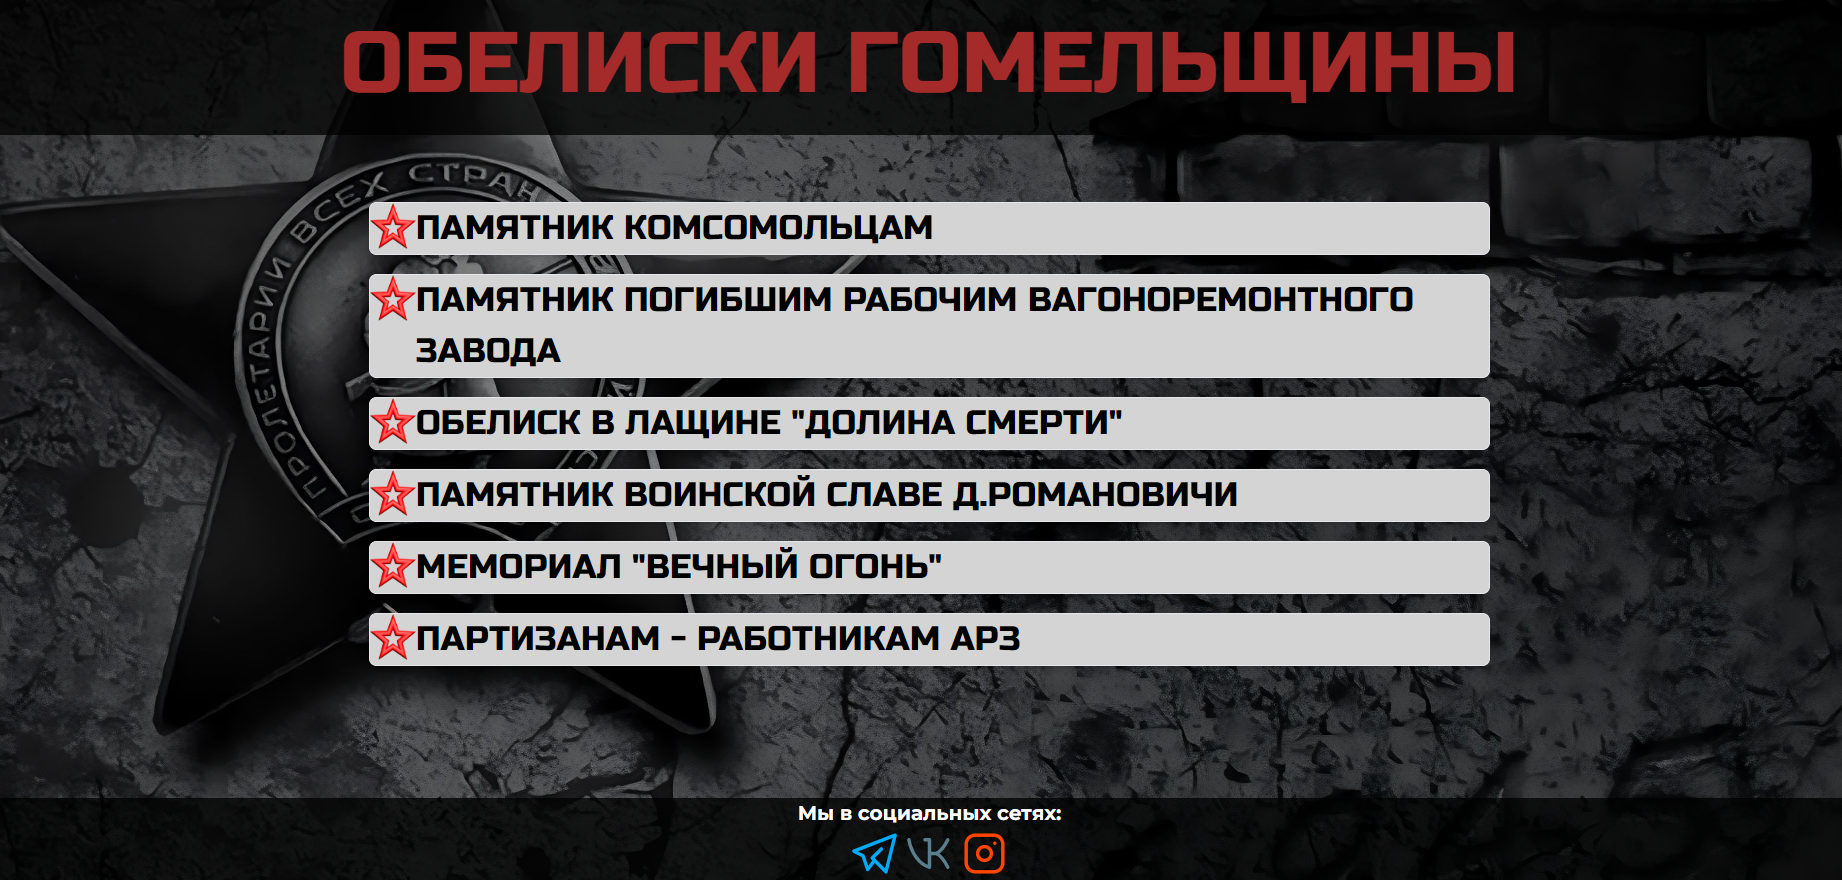 ОБЕЛИСКИ ГОМЕЛЬЩИНЫ
ПРОЛЕТАРИИ ВСЕХ СТРАН
ПАМЯТНИК КОМСОМОЛЬЦАМ
ПАМЯТНИК ПОГИБШИМ РАБОЧИМ ВАГОНОРЕМОНТНОГО
ЗАВОДА
ОБЕЛИСК В ЛАЩИНЕ "ДОЛИНА СМЕРТИ"
ПАМЯТНИК ВОИНСКОЙ СЛАВЕ Д.РОМАНОВИЧИ
МЕМОРИАЛ "ВЕЧНЫЙ ОГОНЬ"
ПАРТИЗАНАМ - РАБОТНИКАМ АРЗ
Мы в социальных сетях: